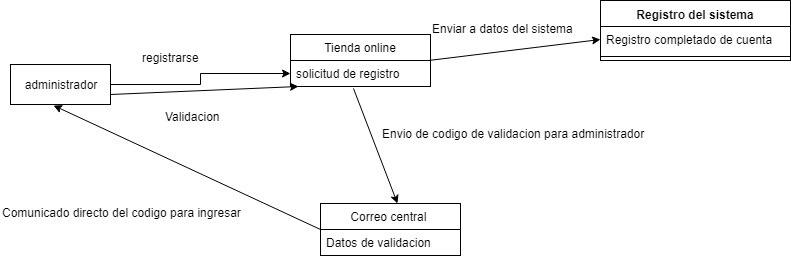 Registro del sistema
Enviar a datos del sistema
Tienda online
Registro completado de cuenta
registrarse
solicitud de registro
administrador
Validacion
Envio de codigo de validacion para administrador
Comunicado directo del codigo para ingresar
Correo central
Datos de validacion